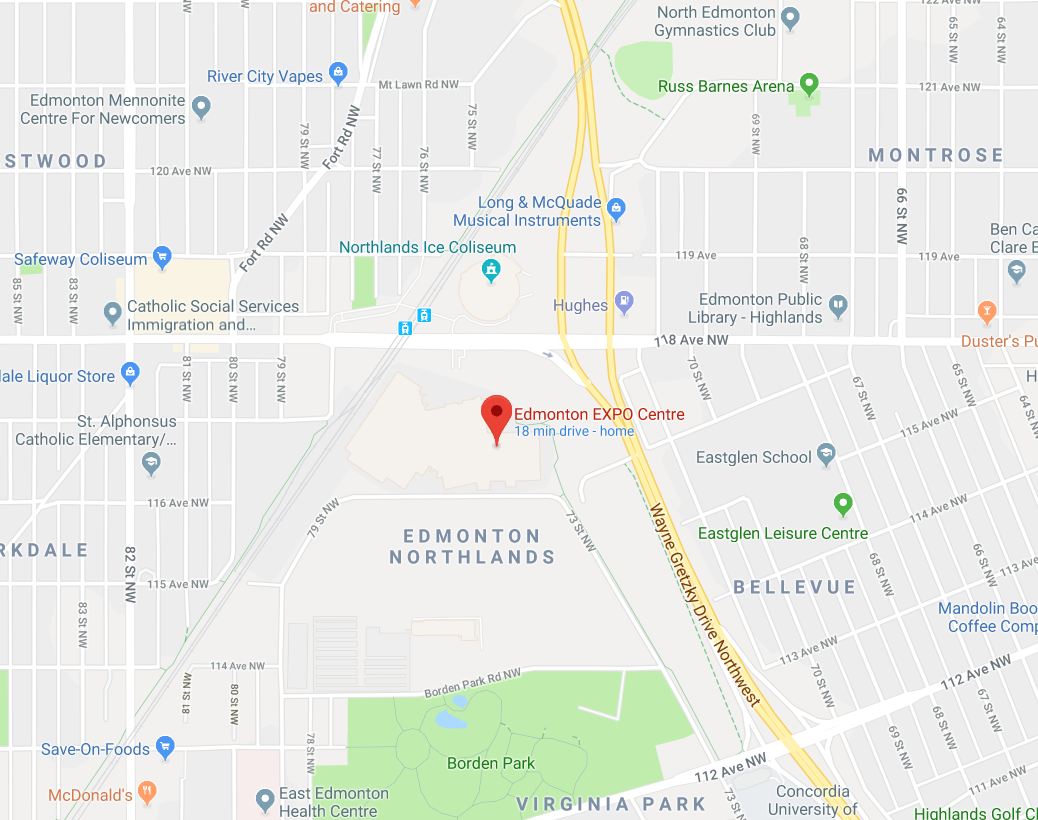 and Catering
North Edmonton
Gymnastics Club
122 Ave NW
65 St NW
64 St NW
River City Vapes
Mt Lawn Rd NW
Russ Barnes Arena
121 Ave NW
Edmonton Mennonite
Centre For Newcomers
79 St NW
Fort Rd NW
75 St NW
69 St NW
STWOOD
120 Ave NW
77 St NW
76 St NW
MONTROSE
66 St NW
Long & McQuade
Musical Instruments
Fort Rd NW
Northlands Ice Coliseum
68 St NW
Ben Ca
Clare E
Safeway Coliseum
119 Ave
119 Ave
85 St NW
83 St NW
Catholic Social Services
Immigration and...
Hughes
Edmonton Public
Library - Highlands
118 Ave NW
Duster's Pu
dale Liquor Store
81 St NW
80 St NW
79 St NW
70 St NW
67 St NW
65 St NW
H
64 St NW
St. Alphonsus
Catholic Elementary/...
Edmonton EXPO Centre
18 min drive - home
115 Ave NW
Eastglen School
116 Ave NW
79 St NW
73 St NW
Wayne Gretzky Drive Northwest
114 Ave NW
Eastglen Leisure Centre
EDMONTON
NORTHLANDS
RKDALE
82 St NW
115 Ave NW
66 St NW
68 St NW
113 Ave
BELLEVUE
83 St NW
Mandolin Boo
Coffee Comp
114 Ave NW
113 Ave NW
112 Ave NW
81 St NW
80 St NW
Borden Park Rd NW
70 St NW
67 St NW
68 St NW
69 St NW
Save-On-Foods
78 St NW
Borden Park
112 Ave NW
111 Ave NW
McDonald's
East Edmonton
Health Centre
VIRGINIA PARK
73 St
Concordia
University of
Highlands Golf Cl